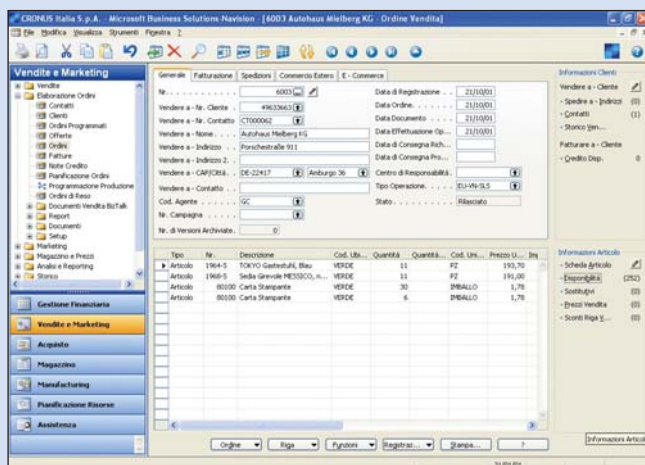 CRONUS Italia S.p.A. - Microsoft Business Solutions-Navision - [6003 Autohaus Mielberg KG - Ordine Vendita]
File Modifica Visualizza Strumenti Finestra ?
Vendite e Marketing
Vendite
Elaborazione Ordini
Contatti
Clienti
Ordini Programmati
Offerte
Ordini
Fatture
Note Credito
Pianificazione Ordini
Programmazione Produzione
Ordini di Reso
Documenti Vendita BizTalk
Report
Documenti
Setup
Marketing
Magazzino e Prezzi
Analisi e Reporting
Storico
Gestione Finanziaria
Vendite e Marketing
Acquisto
Magazzino
Manufacturing
Pianificazione Risorse
Assistenza
Generale Fatturazione Spedizioni Commercio Estero E - Commerce
Nr. 6003
Vendere a - Nr. Cliente 49633663
Vendere a - Nr. Contatto CT000062
Vendere a - Nome Autohaus Mielberg KG
Vendere a - Indirizzo Porschestraße 911
Vendere a - Indirizzo 2
Vendere a - CAP/Città DE-22417 Amburgo 36
Vendere a - Contatto
Cod. Agente GC
Nr. Campagna
Nr. di Versioni Archiviate 0
Data di Registrazione 21/10/01
Data Ordine 21/10/01
Data Documento 21/10/01
Data Effettuazione Op... 21/10/01
Data di Consegna Rich...
Data di Consegna Pro...
Centro di Responsabilità
Tipo Operazione EU-VN-SLS
Stato Rilasciato
Tipo Nr. Descrizione Cod. Ubi... Quantità Quantità... Cod. Uni... Prezzo U...
Articolo 1964-S TOKYO Gästestuhl, Blau VERDE 11 PZ 193,70
Articolo 1968-S Sedia Girevole MESSICO, n... VERDE 11 PZ 191,00
Articolo 80100 Carta Stampante VERDE 30 IMBALLO 1,78
Articolo 80100 Carta Stampante VERDE 6 IMBALLO 1,78
Ordine Riga Funzioni Registraz... Stampa... ?
Informazioni Clienti
Vendere a - Cliente
- Spedire a - Indirizzi (0)
- Contatti (1)
- Storico Ven...
Fatturare a - Cliente
- Credito Disp. 0
Informazioni Articolo
- Scheda Articolo
- Disponibilità (252)
- Sostitutivi (0)
- Prezzi Vendita (0)
- Sconti Riga V... (0)
Informazioni Articol